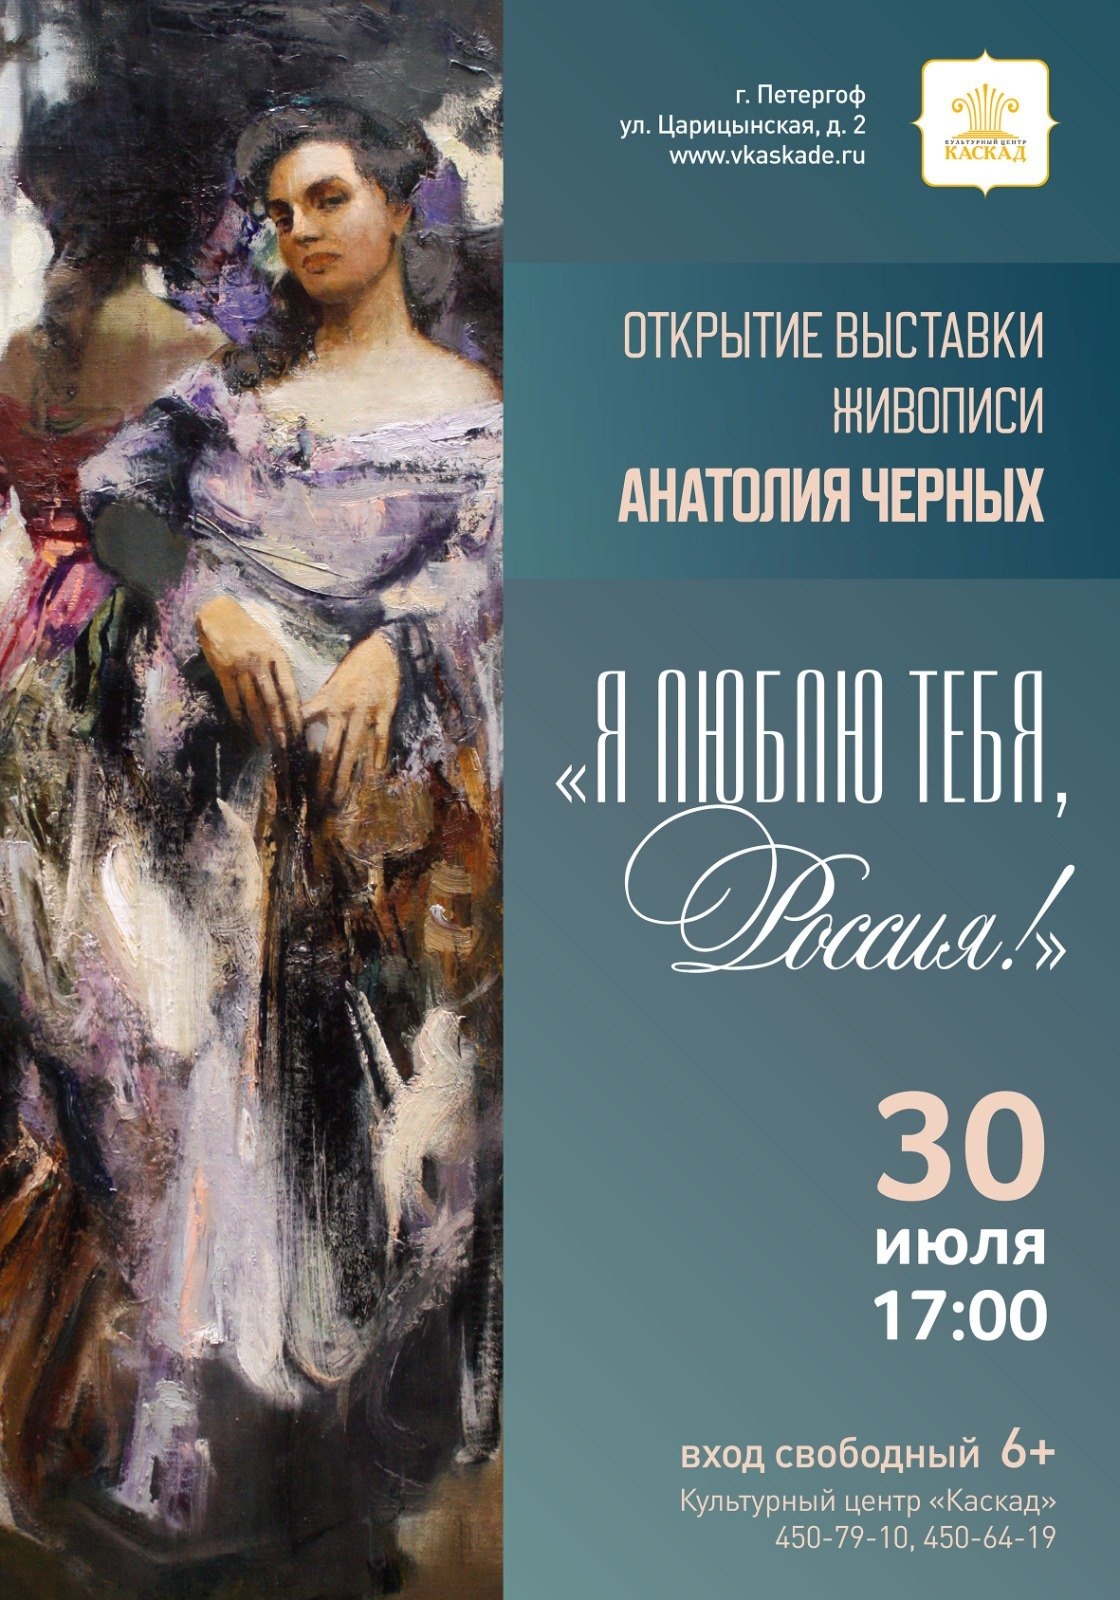 г. Петергоф
ул. Царицынская, д. 2
www.vkaskade.ru
КУЛЬТУРНЫЙ ЦЕНТР
КАСКАД
ОТКРЫТИЕ ВЫСТАВКИ
ЖИВОПИСИ
АНАТОЛИЯ ЧЕРНЫХ
«Я ЛЮБЛЮ ТЕБЯ,
Россия!»
30
июля
17:00
вход свободный 6+
Культурный центр «Каскад»
450-79-10, 450-64-19